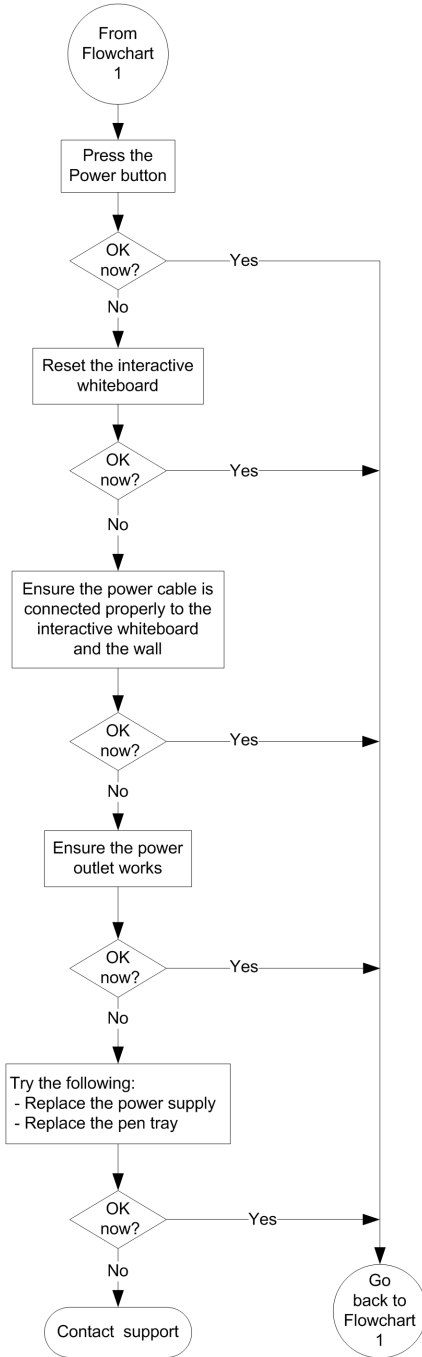 From
Flowchart
1
Press the
Power button
OK
now?
Yes
No
Reset the interactive
whiteboard
OK
now?
Yes
No
Ensure the power cable is
connected properly to the
interactive whiteboard
and the wall
OK
now?
Yes
No
Ensure the power
outlet works
OK
now?
Yes
No
Try the following:
- Replace the power supply
- Replace the pen tray
OK
now?
Yes
No
Contact support
Go
back to
Flowchart
1